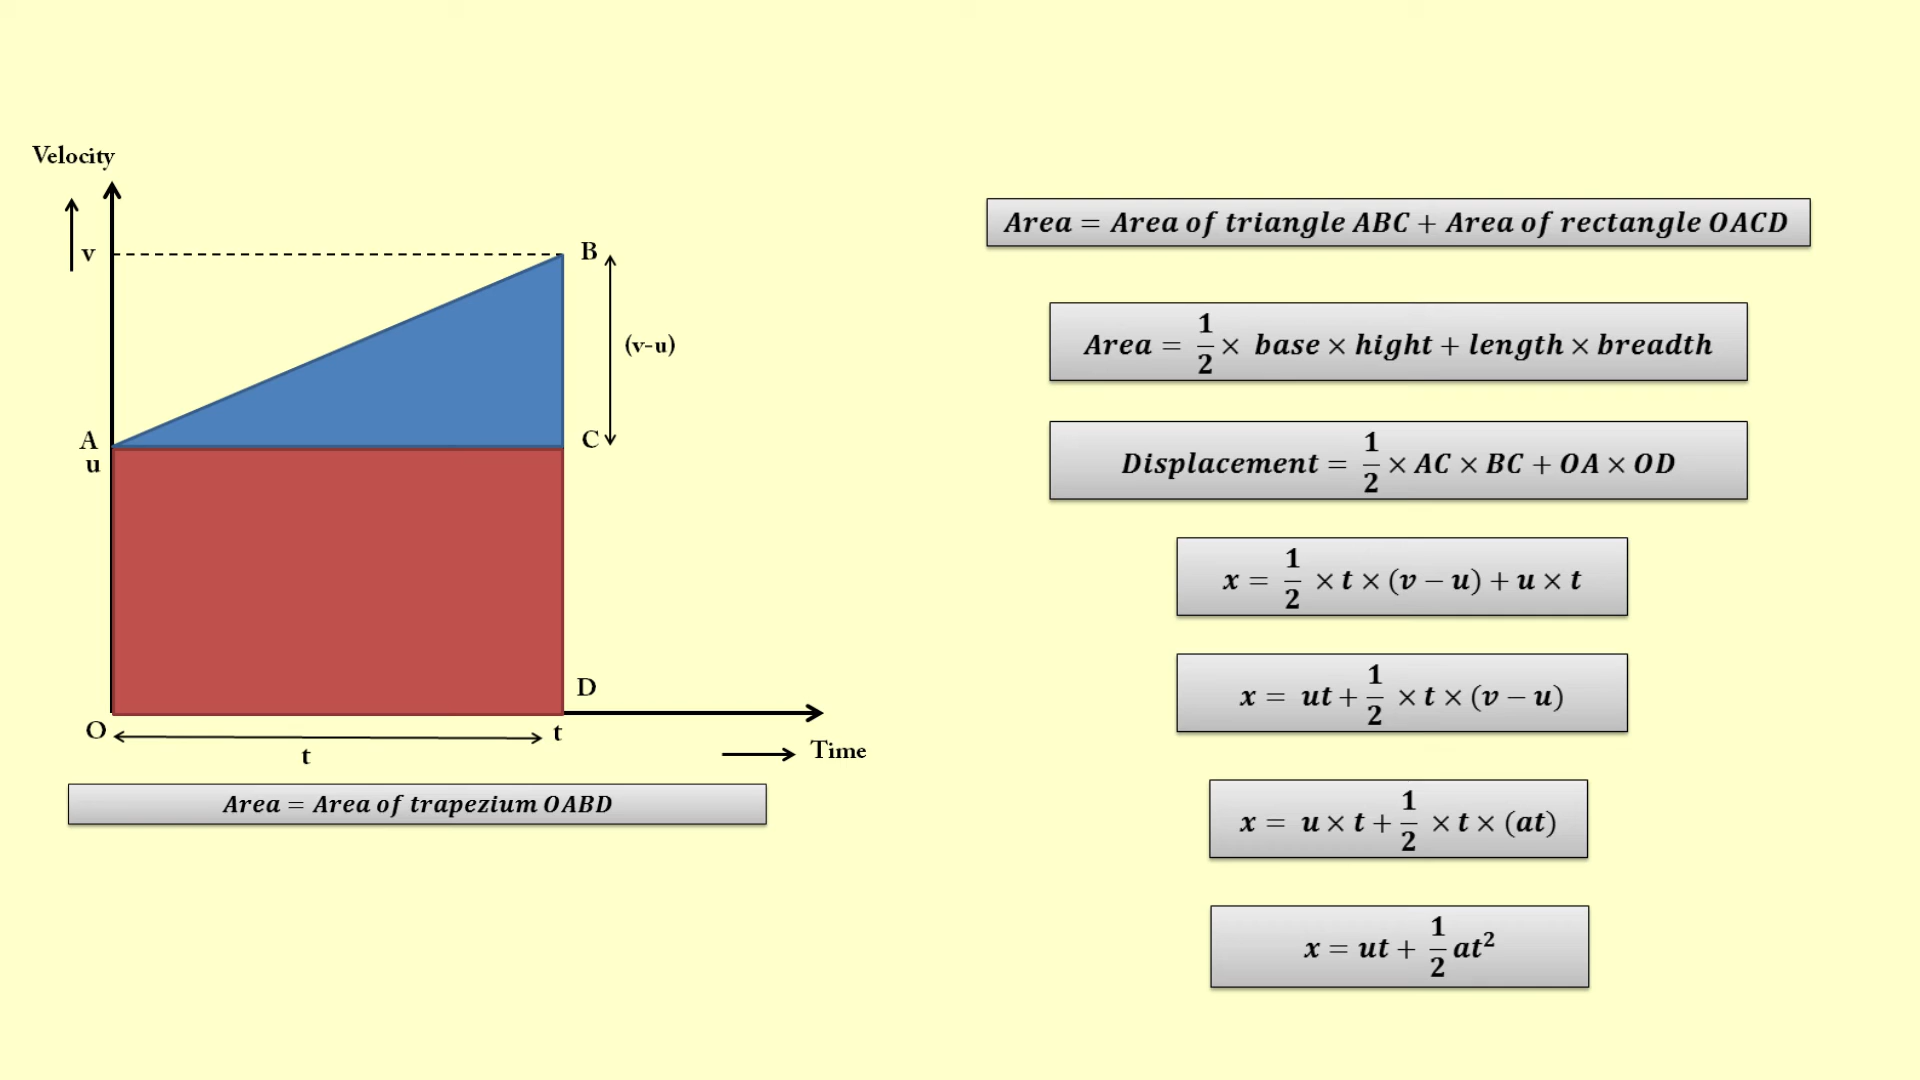 Velocity
v
B
(v-u)
A
u
C
D
O
t
t
Time
Area = Area of trapezium OABD
Area = Area of triangle ABC + Area of rectangle OACD
Area = 1/2 × base × hight + length × breadth
Displacement = 1/2 × AC × BC + OA × OD
x = 1/2 × t × (v − u) + u × t
x = ut + 1/2 × t × (v − u)
x = u × t + 1/2 × t × (at)
x = ut + 1/2 at²